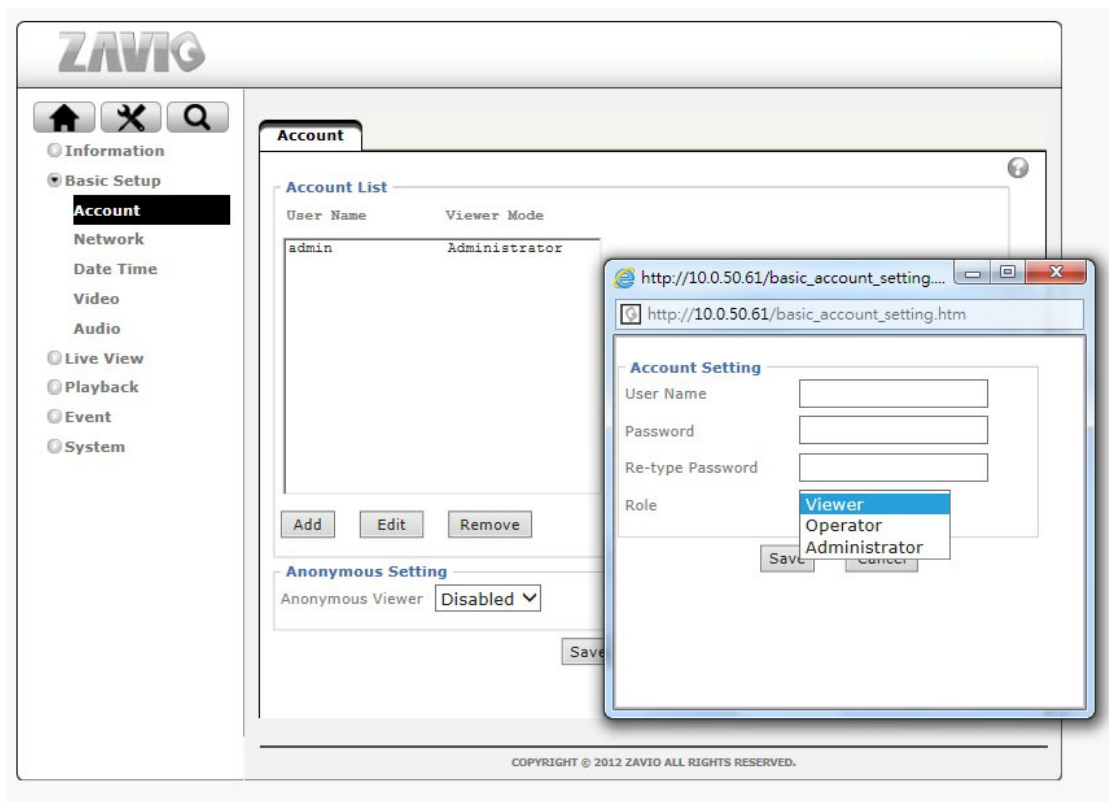 ZAVIO
Information
Basic Setup
Account
Network
Date Time
Video
Audio
Live View
Playback
Event
System
Account
Account List
User Name Viewer Mode
admin Administrator
Add Edit Remove
Anonymous Setting
Anonymous Viewer Disabled
Save
http://10.0.50.61/basic_account_setting....
http://10.0.50.61/basic_account_setting.htm
Account Setting
User Name
Password
Re-type Password
Role Viewer
Operator
Administrator
Save Cancel
COPYRIGHT © 2012 ZAVIO ALL RIGHTS RESERVED.